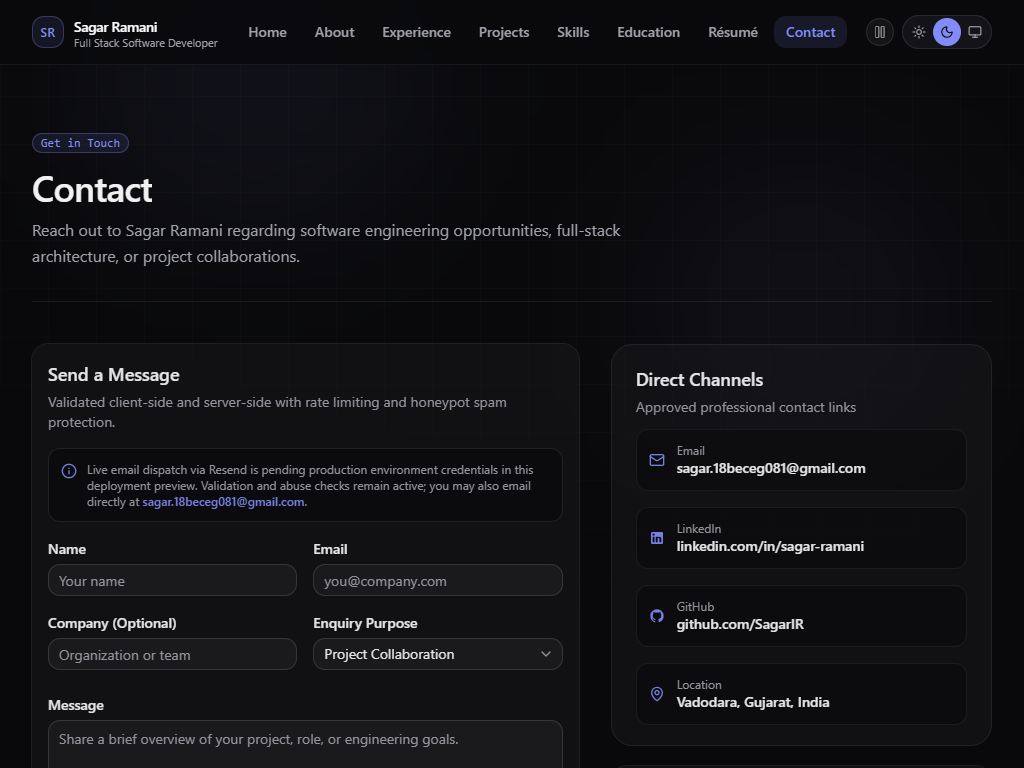 SR
Sagar Ramani
Full Stack Software Developer
Home
About
Experience
Projects
Skills
Education
Résumé
Contact
Get in Touch
Contact
Reach out to Sagar Ramani regarding software engineering opportunities, full-stack
architecture, or project collaborations.
Send a Message
Validated client-side and server-side with rate limiting and honeypot spam
protection.
Live email dispatch via Resend is pending production environment credentials in this
deployment preview. Validation and abuse checks remain active; you may also email
directly at sagar.18beceg081@gmail.com.
Name
Your name
Email
you@company.com
Company (Optional)
Organization or team
Enquiry Purpose
Project Collaboration
Message
Share a brief overview of your project, role, or engineering goals.
Direct Channels
Approved professional contact links
Email
sagar.18beceg081@gmail.com
LinkedIn
linkedin.com/in/sagar-ramani
GitHub
github.com/SagarIR
Location
Vadodara, Gujarat, India